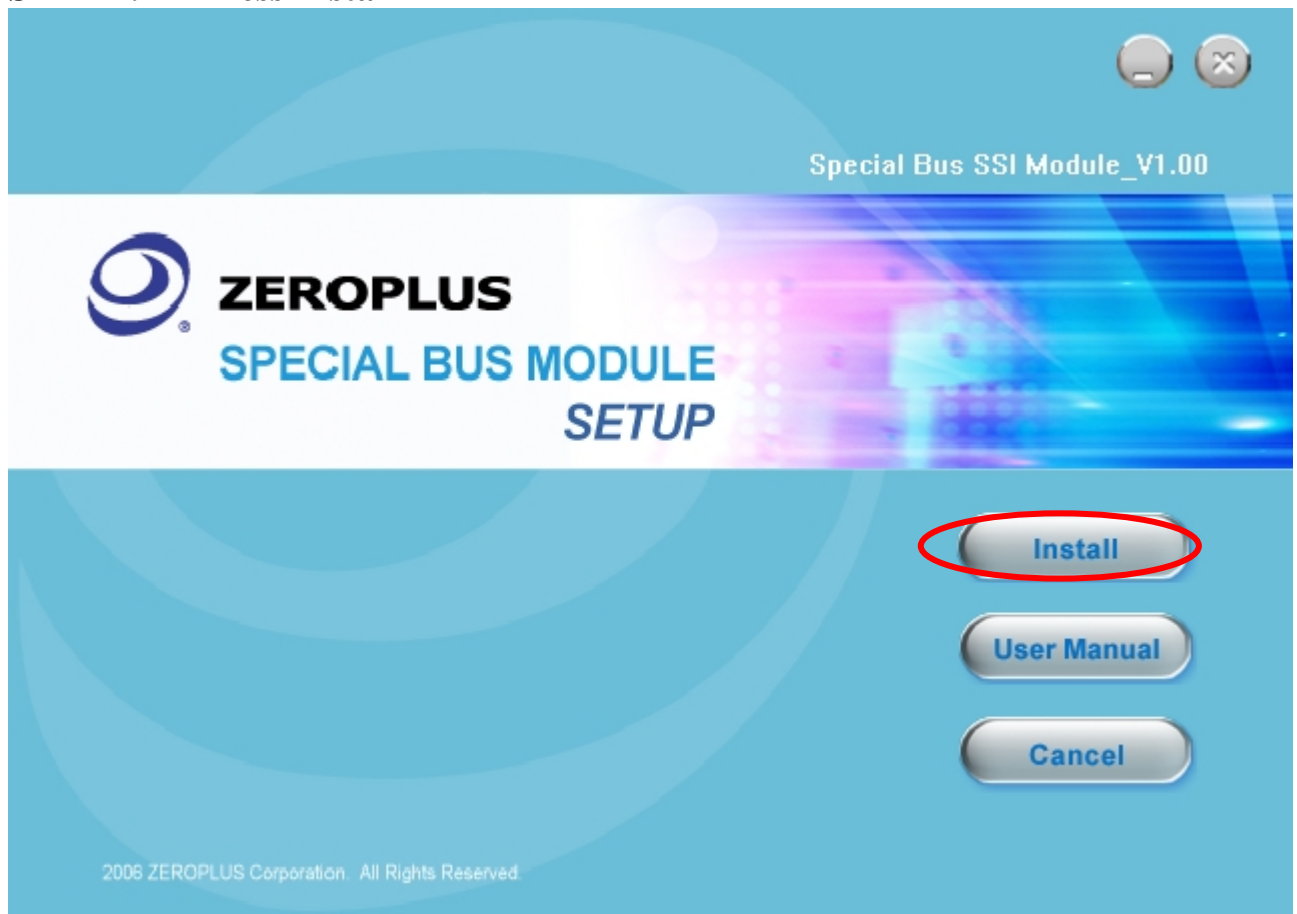 Special Bus SSI Module_V1.00
ZEROPLUS
®
SPECIAL BUS MODULE
SETUP
Install
User Manual
Cancel
2006 ZEROPLUS Corporation. All Rights Reserved.